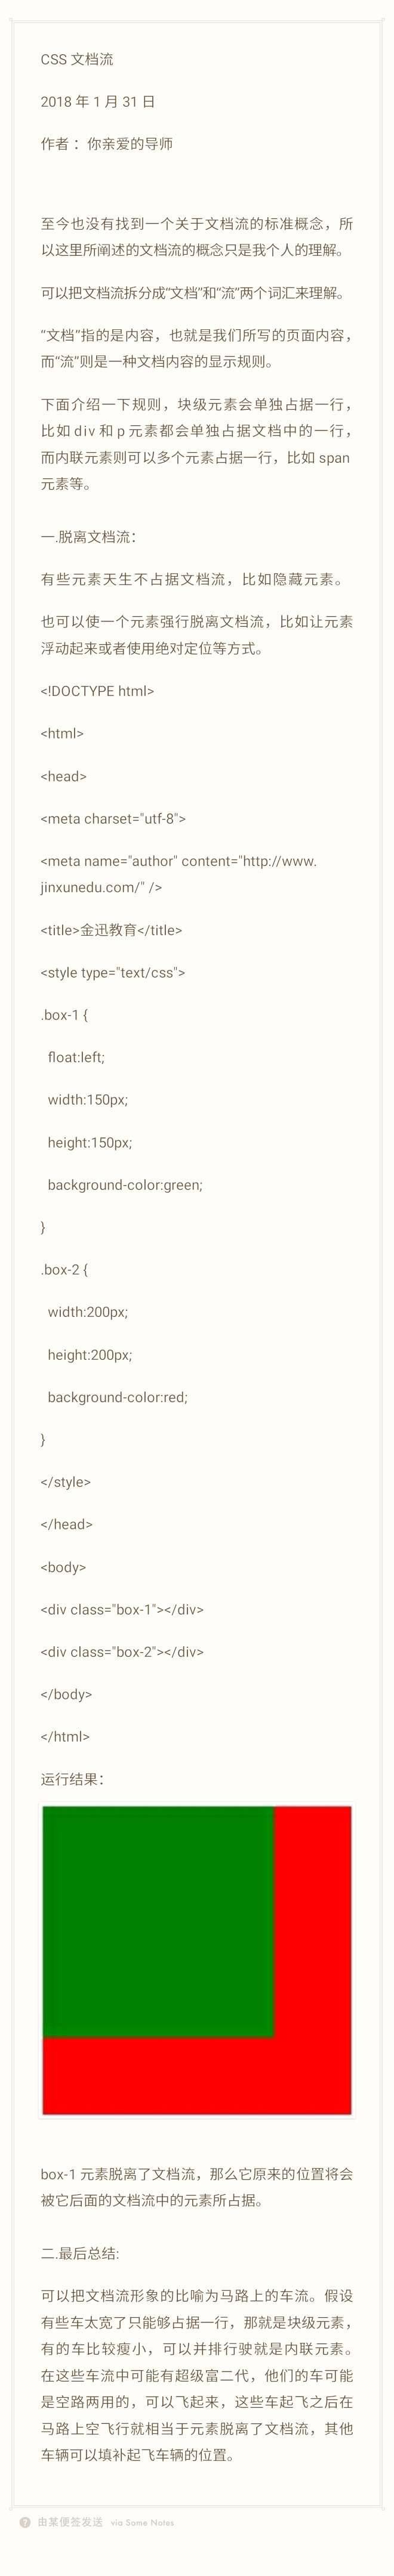 CSS 文档流
2018 年 1 月 31 日
作者： 你亲爱的导师
至今也没有找到一个关于文档流的标准概念，所
以这里所阐述的文档流的概念只是我个人的理解。
可以把文档流拆分成“文档”和“流”两个词汇来理解。
“文档”指的是内容，也就是我们所写的页面内容，
而“流“则是一种文档内容的显示规则。
下面介绍一下规则，块级元素会单独占据一行，
比如 div 和 p 元素都会单独占据文档中的一行，
而内联元素则可以多个元素占据一行，比如 span
元素等。
一.脱离文档流：
有些元素天生不占据文档流，比如隐藏元素。
也可以使一个元素强行脱离文档流，比如让元素
浮动起来或者使用绝对定位等方式。
<!DOCTYPE html>
<html>
<head>
<meta charset="utf-8">
<meta name="author" content="http://www.
jinxunedu.com/" />
<title>金迅教育</title>
<style type="text/css">
.box-1 {
  float:left;
  width:150px;
  height:150px;
  background-color:green;
}
.box-2 {
  width:200px;
  height:200px;
  background-color:red;
}
</style>
</head>
<body>
<div class="box-1"></div>
<div class="box-2"></div>
</body>
</html>
运行结果：
box-1 元素脱离了文档流，那么它原来的位置将会
被它后面的文档流中的元素所占据。
二.最后总结:
可以把文档流形象的比喻为马路上的车流。假设
有些车太宽了只能够占据一行，那就是块级元素，
有的车比较瘦小，可以并排行驶就是内联元素。
在这些车流中可能有超级富二代，他们的车可能
是空路两用的，可以飞起来，这些车起飞之后在
马路上空飞行就相当于元素脱离了文档流，其他
车辆可以填补起飞车辆的位置。
由某便签发送 via Some Notes